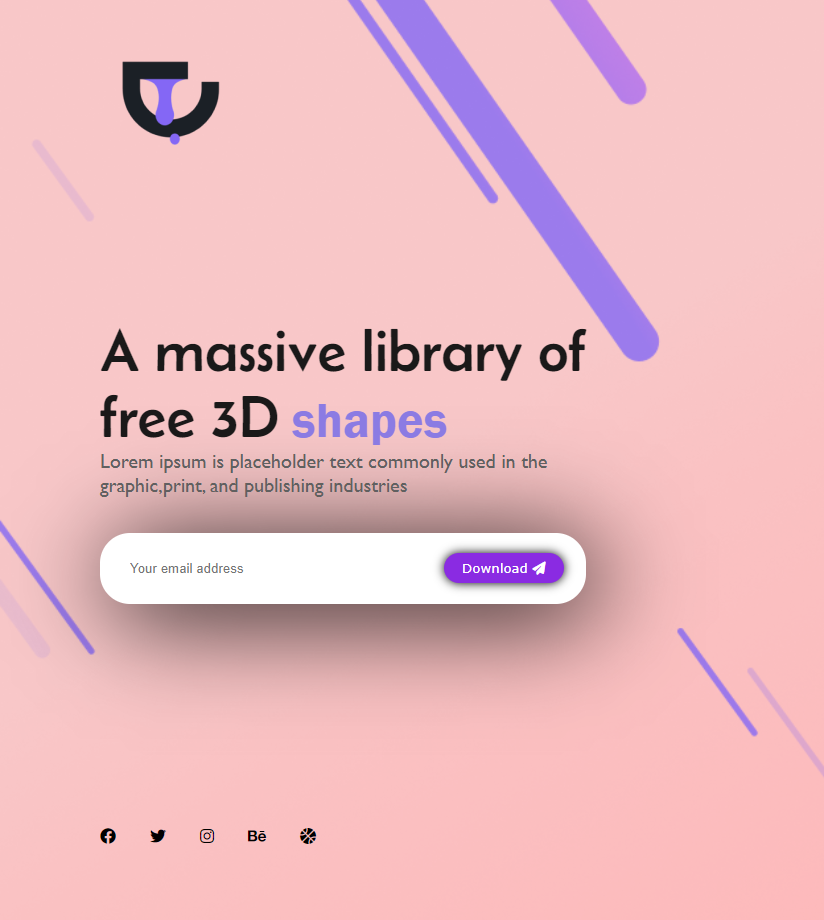 A massive library of
free 3D shapes
Lorem ipsum is placeholder text commonly used in the
graphic,print, and publishing industries
Your email address Download
Bē